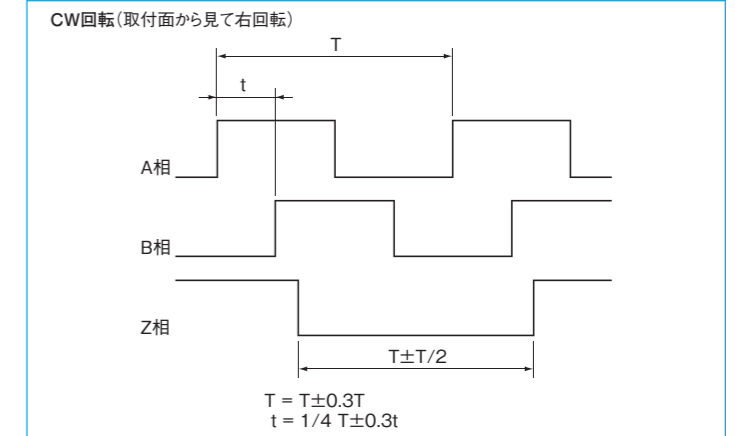 CW回転（取付面から見て右回転）
T
t
A相
B相
Z相
T±T/2
T = T±0.3T
t = 1/4 T±0.3t